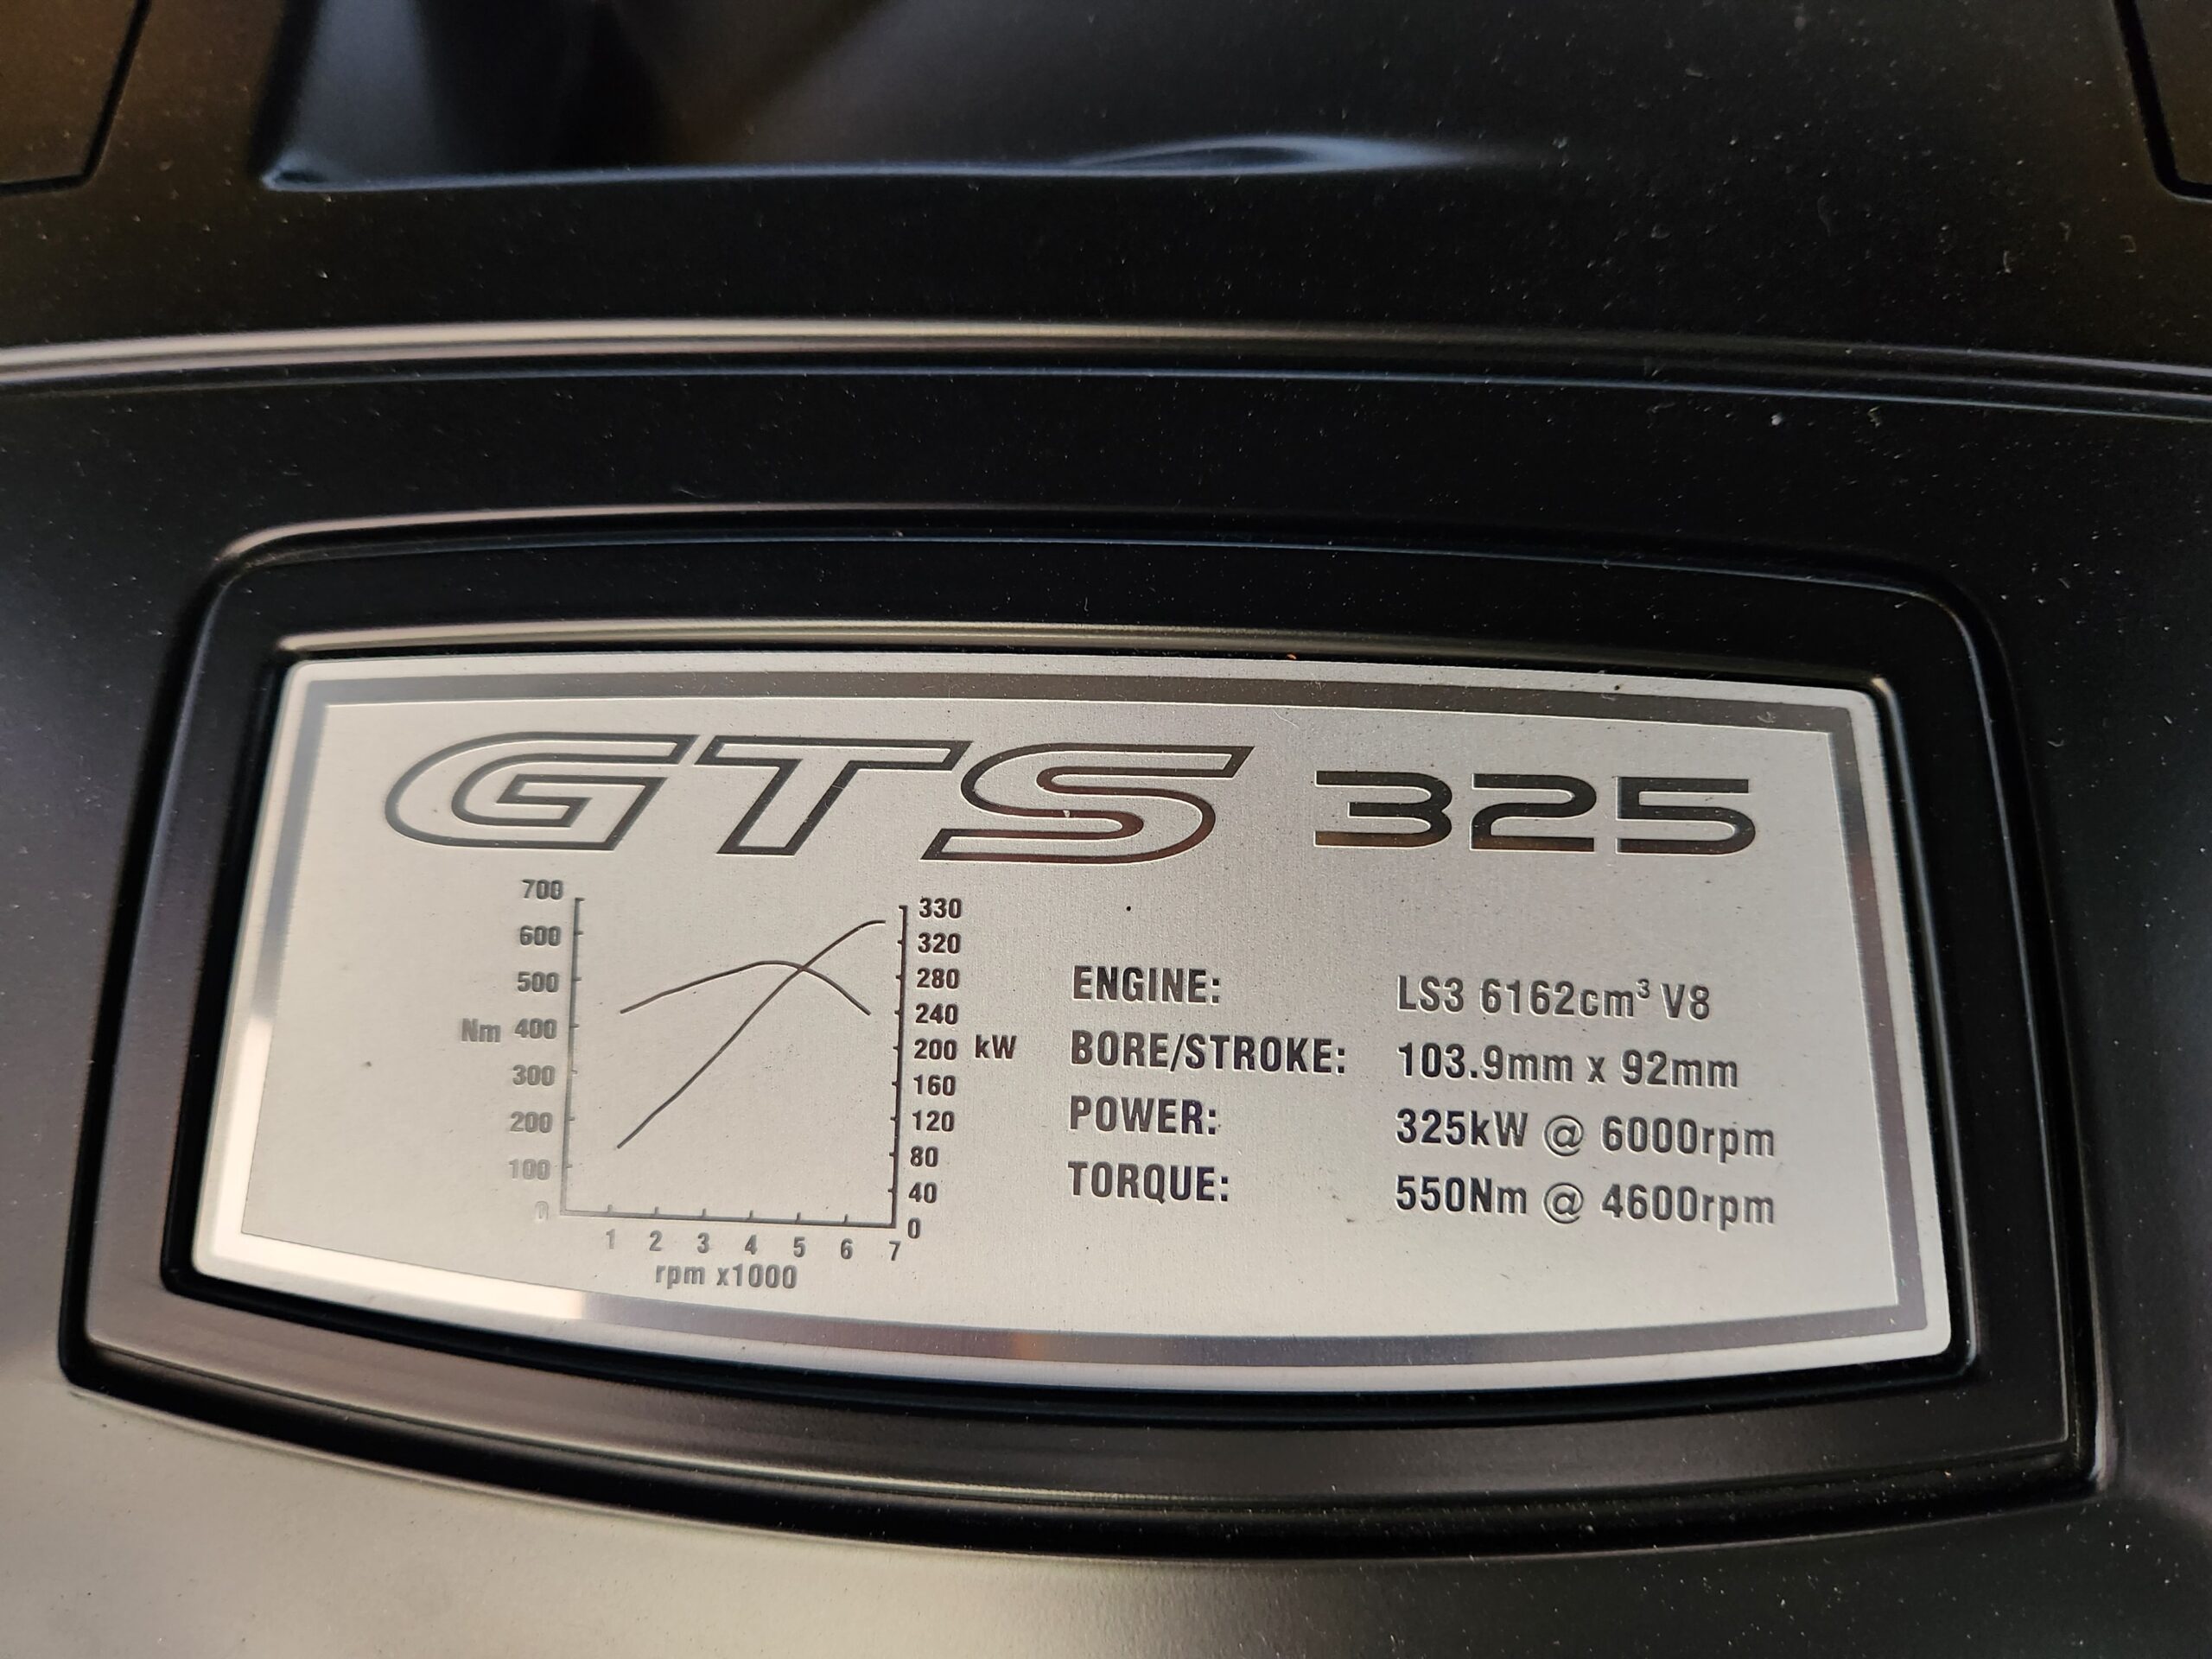 GTS 325
700
600
500
Nm 400
300
200
100
0
330
320
280
240
200 kW
160
120
80
40
0
1 2 3 4 5 6 7
rpm x1000
ENGINE: LS3 6162cm³ V8
BORE/STROKE: 103.9mm x 92mm
POWER: 325kW @ 6000rpm
TORQUE: 550Nm @ 4600rpm